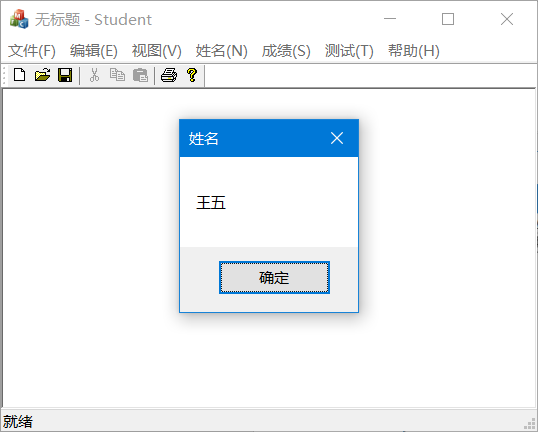 无标题 - Student
文件(F) 编辑(E) 视图(V) 姓名(N) 成绩(S) 测试(T) 帮助(H)
姓名
王五
确定
就绪